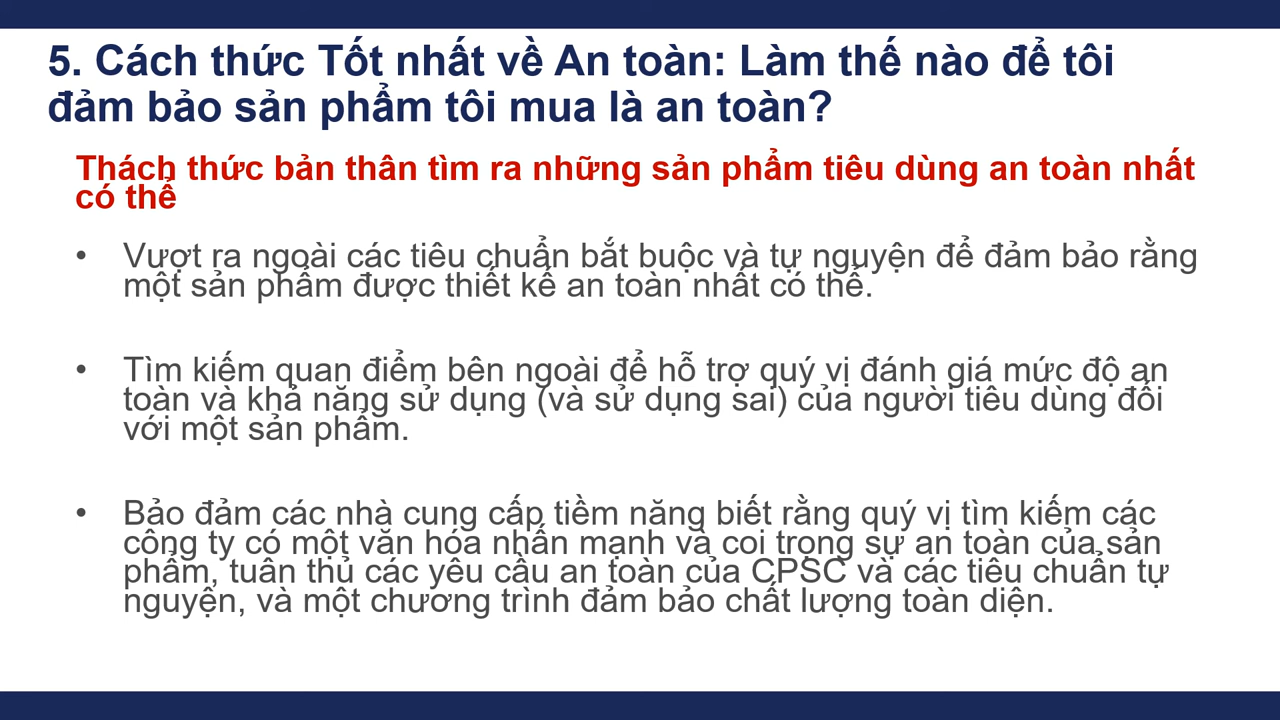 5. Cách thức Tốt nhất về An toàn: Làm thế nào để tôi
đảm bảo sản phẩm tôi mua là an toàn?
Thách thức bản thân tìm ra những sản phẩm tiêu dùng an toàn nhất
có thể
• Vượt ra ngoài các tiêu chuẩn bắt buộc và tự nguyện để đảm bảo rằng
một sản phẩm được thiết kế an toàn nhất có thể.
• Tìm kiếm quan điểm bên ngoài để hỗ trợ quý vị đánh giá mức độ an
toàn và khả năng sử dụng (và sử dụng sai) của người tiêu dùng đối
với một sản phẩm.
• Bảo đảm các nhà cung cấp tiềm năng biết rằng quý vị tìm kiếm các
công ty có một văn hóa nhấn mạnh và coi trọng sự an toàn của sản
phẩm, tuân thủ các yêu cầu an toàn của CPSC và các tiêu chuẩn tự
nguyện, và một chương trình đảm bảo chất lượng toàn diện.